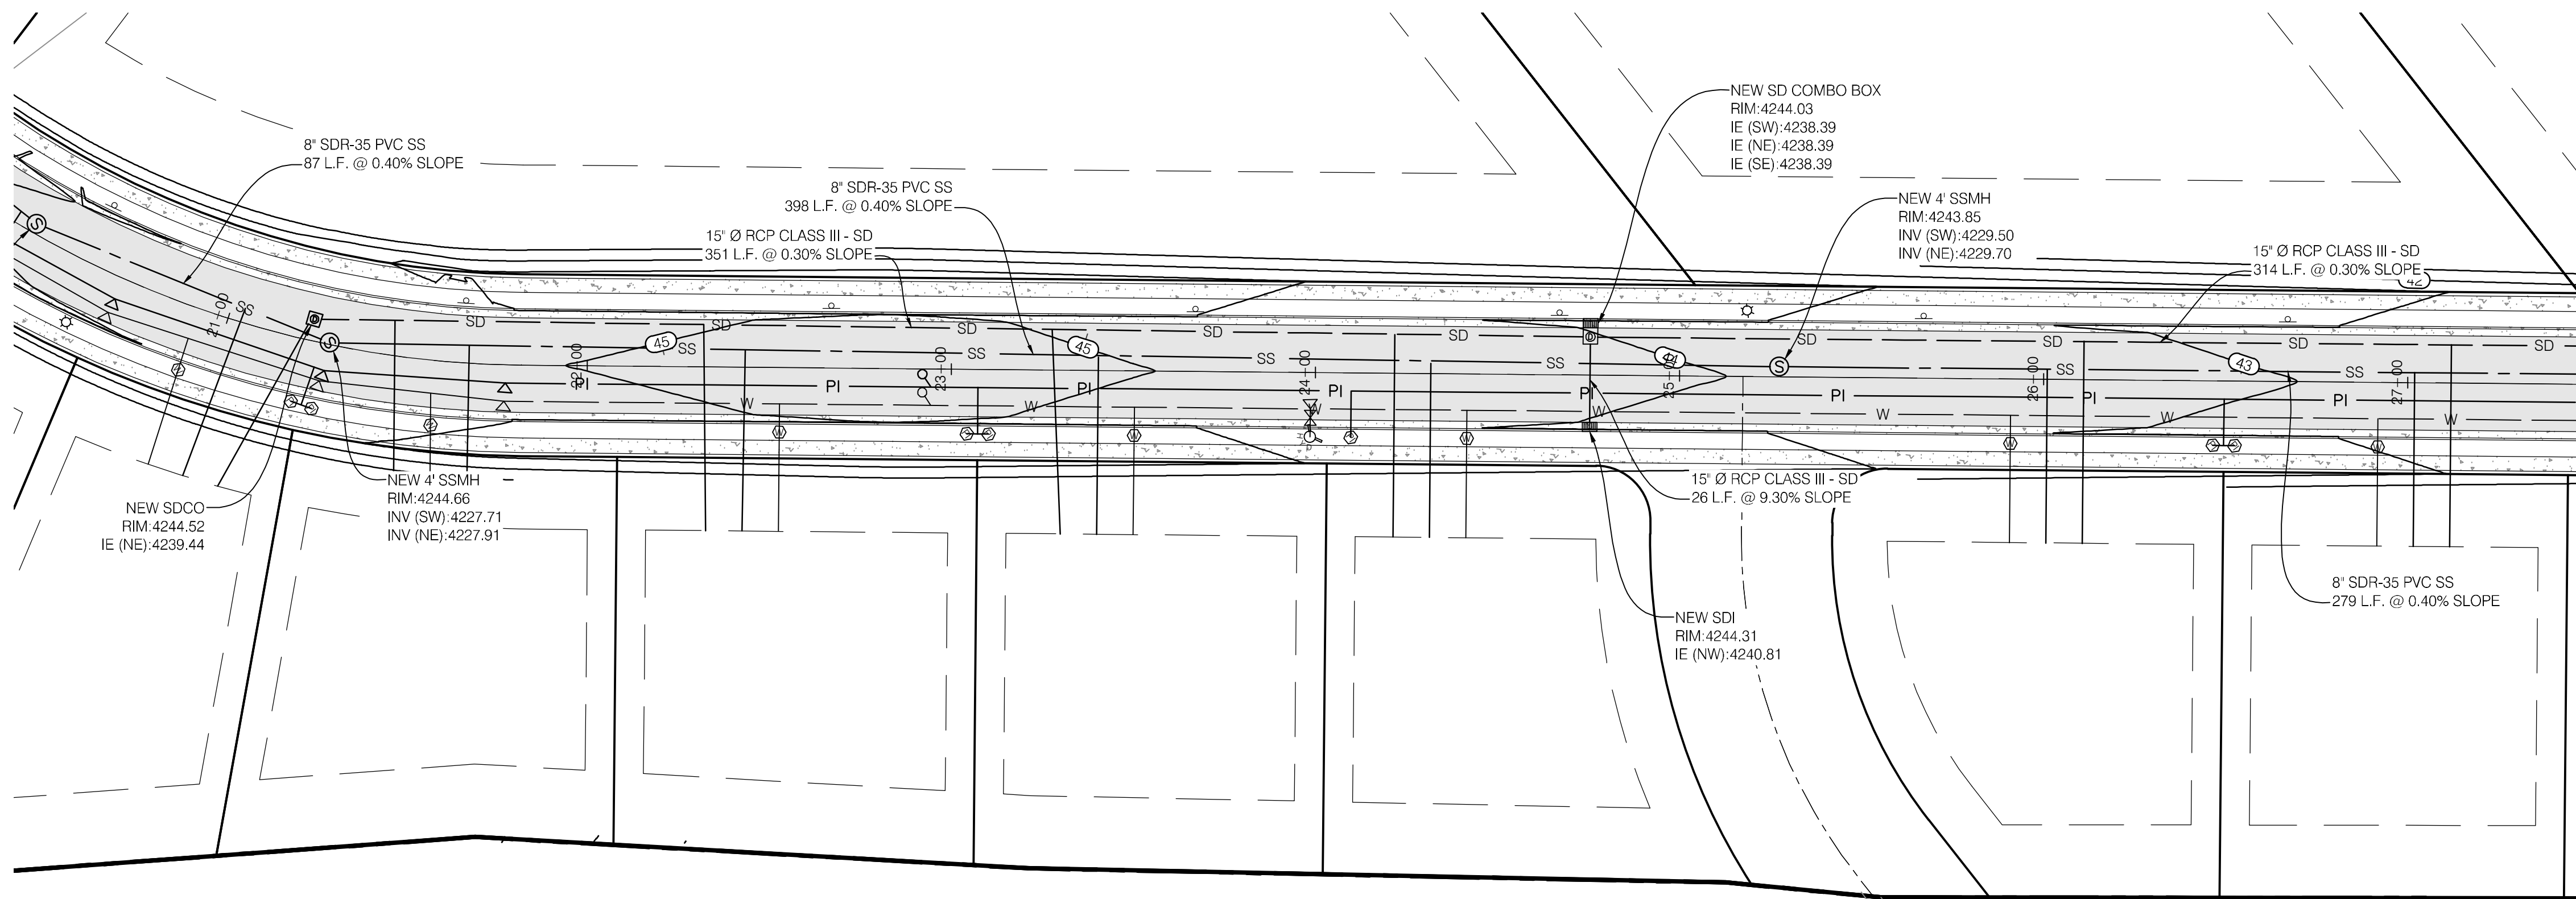 NEW SD COMBO BOX
RIM:4244.03
IE (SW):4238.39
IE (NE):4238.39
IE (SE):4238.39
8" SDR-35 PVC SS
87 L.F. @ 0.40% SLOPE
8" SDR-35 PVC SS
398 L.F. @ 0.40% SLOPE
NEW 4' SSMH
RIM:4243.85
INV (SW):4229.50
INV (NE):4229.70
15" Ø RCP CLASS III - SD
351 L.F. @ 0.30% SLOPE
15" Ø RCP CLASS III - SD
314 L.F. @ 0.30% SLOPE
42
S
21+00
SS
D
S
SD
SD
SD
SD
SD
SD
SD
SD
SD
45
SS
45
SS
SS
SS
44
S
SS
43
SS
SS
22+00
23+00
24+00
25+00
26+00
27+00
PI
PI
PI
PI
PI
PI
PI
PI
W
W
W
W
W
W
W
NEW 4' SSMH
RIM:4244.66
INV (SW):4227.71
INV (NE):4227.91
NEW SDCO
RIM:4244.52
IE (NE):4239.44
15" Ø RCP CLASS III - SD
26 L.F. @ 9.30% SLOPE
8" SDR-35 PVC SS
279 L.F. @ 0.40% SLOPE
NEW SDI
RIM:4244.31
IE (NW):4240.81